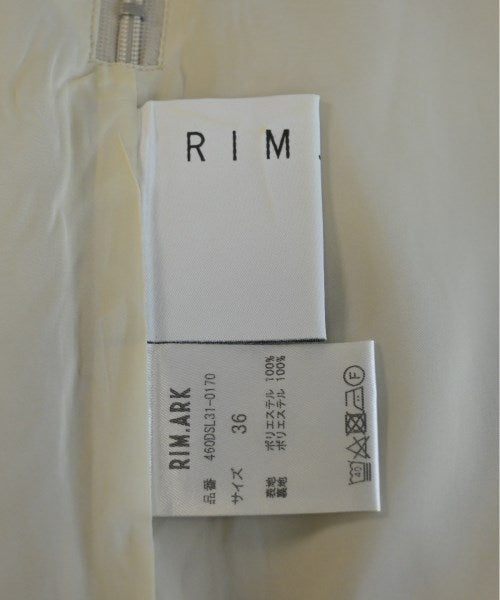 RIM.
RIM.ARK
品番 460DSL31-0170
サイズ 36
表地 ポリエステル 100%
裏地 ポリエステル 100%
40
F